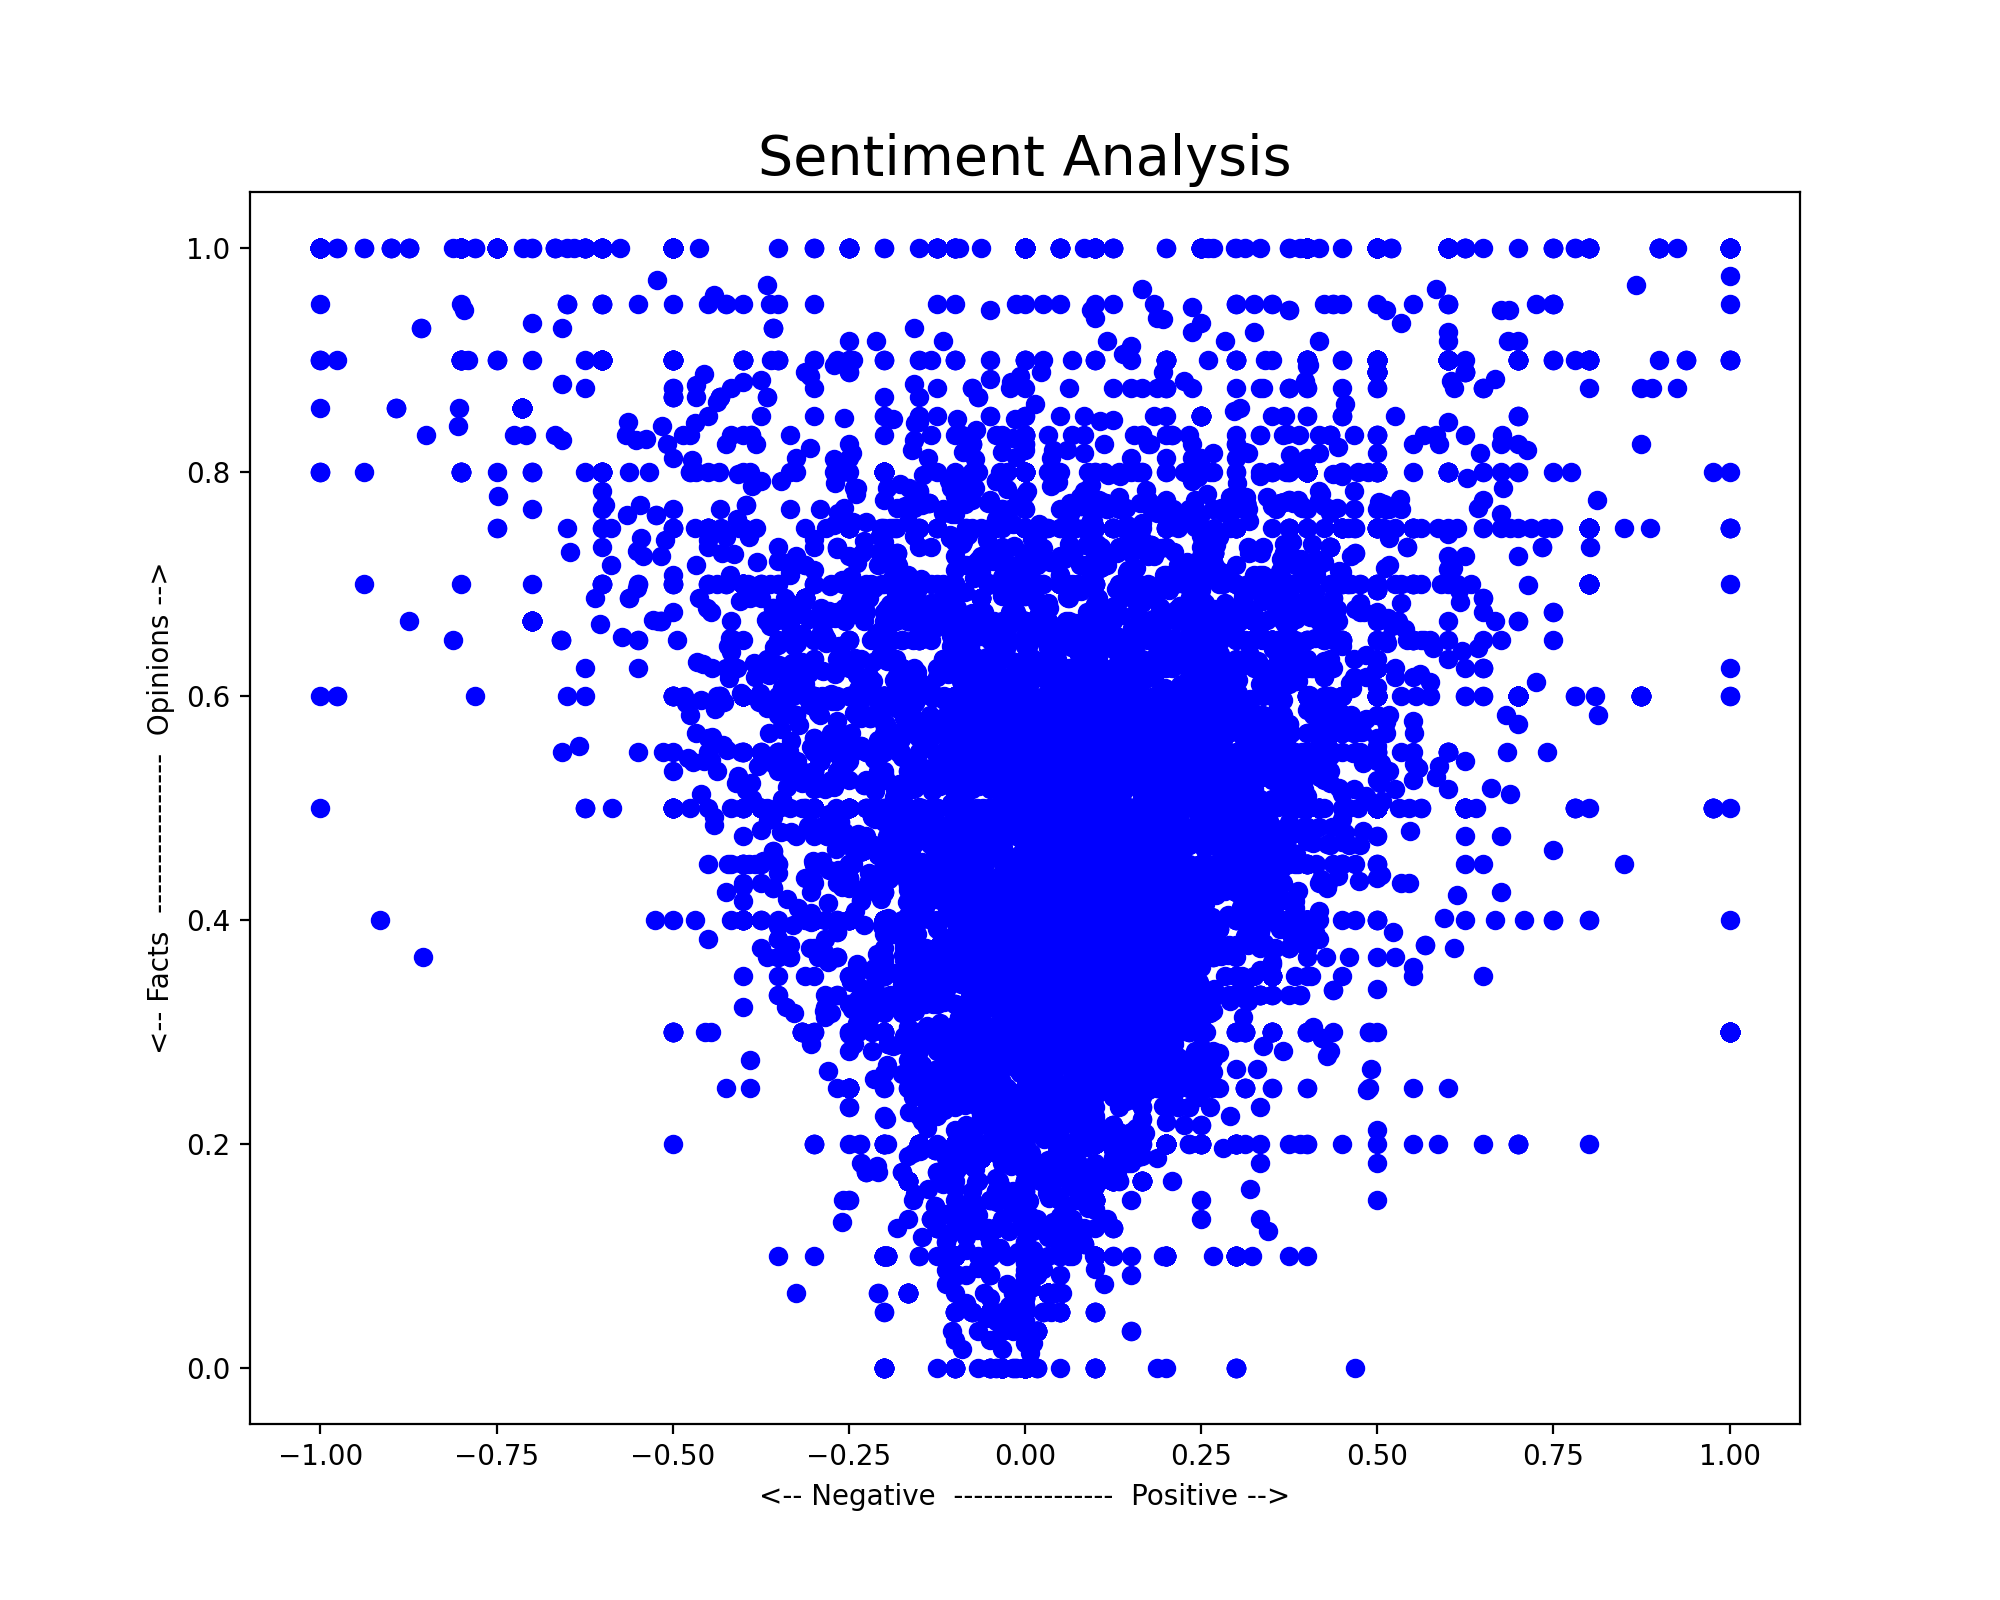 Sentiment Analysis
<-- Facts  ---------------  Opinions -->
1.0
0.8
0.6
0.4
0.2
0.0
−1.00 −0.75 −0.50 −0.25 0.00 0.25 0.50 0.75 1.00
<-- Negative  ---------------  Positive -->